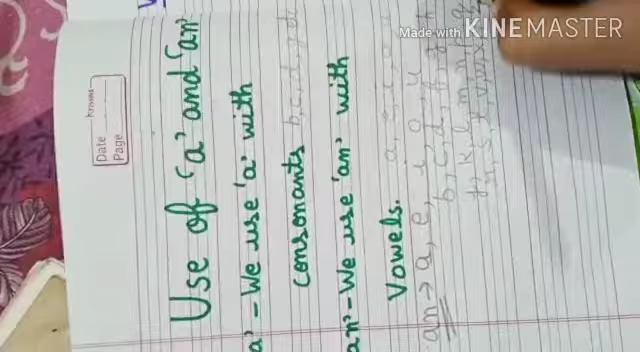 Made with KINEMASTER
Krishna
Date
Page
Use of 'a' and 'an'
a' - We use 'a' with
consonants b, c, d, f, g
an' - We use 'an' with
Vowels. a, e, i, o, u
an → a, e, i, o, u
b, c, d, f, g, h
j, k, l, m, n, p, q